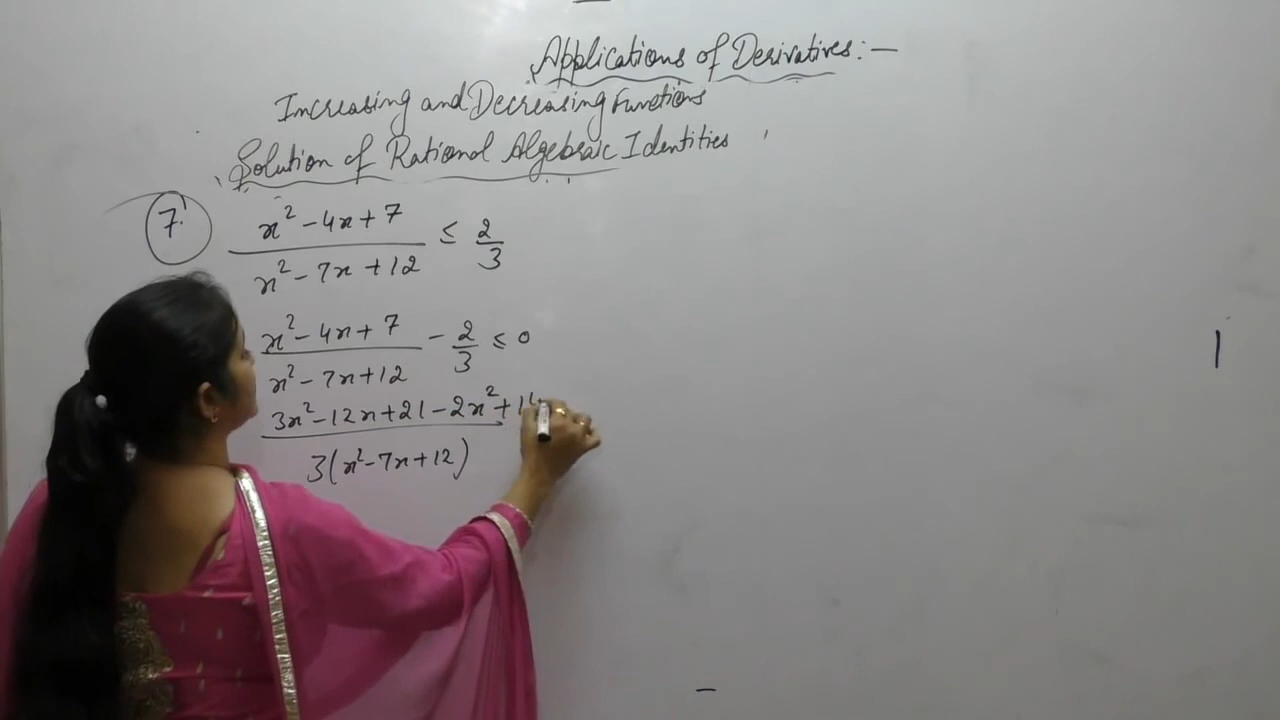 Applications of Derivatives:-
Increasing and Decreasing Functions
Solution of Rational Algebraic Identities
7. (x² - 4x + 7)/(x² - 7x + 12) ≤ 2/3
(x² - 4x + 7)/(x² - 7x + 12) - 2/3 ≤ 0
3x² - 12x + 21 - 2x² + 14
3(x² - 7x + 12)